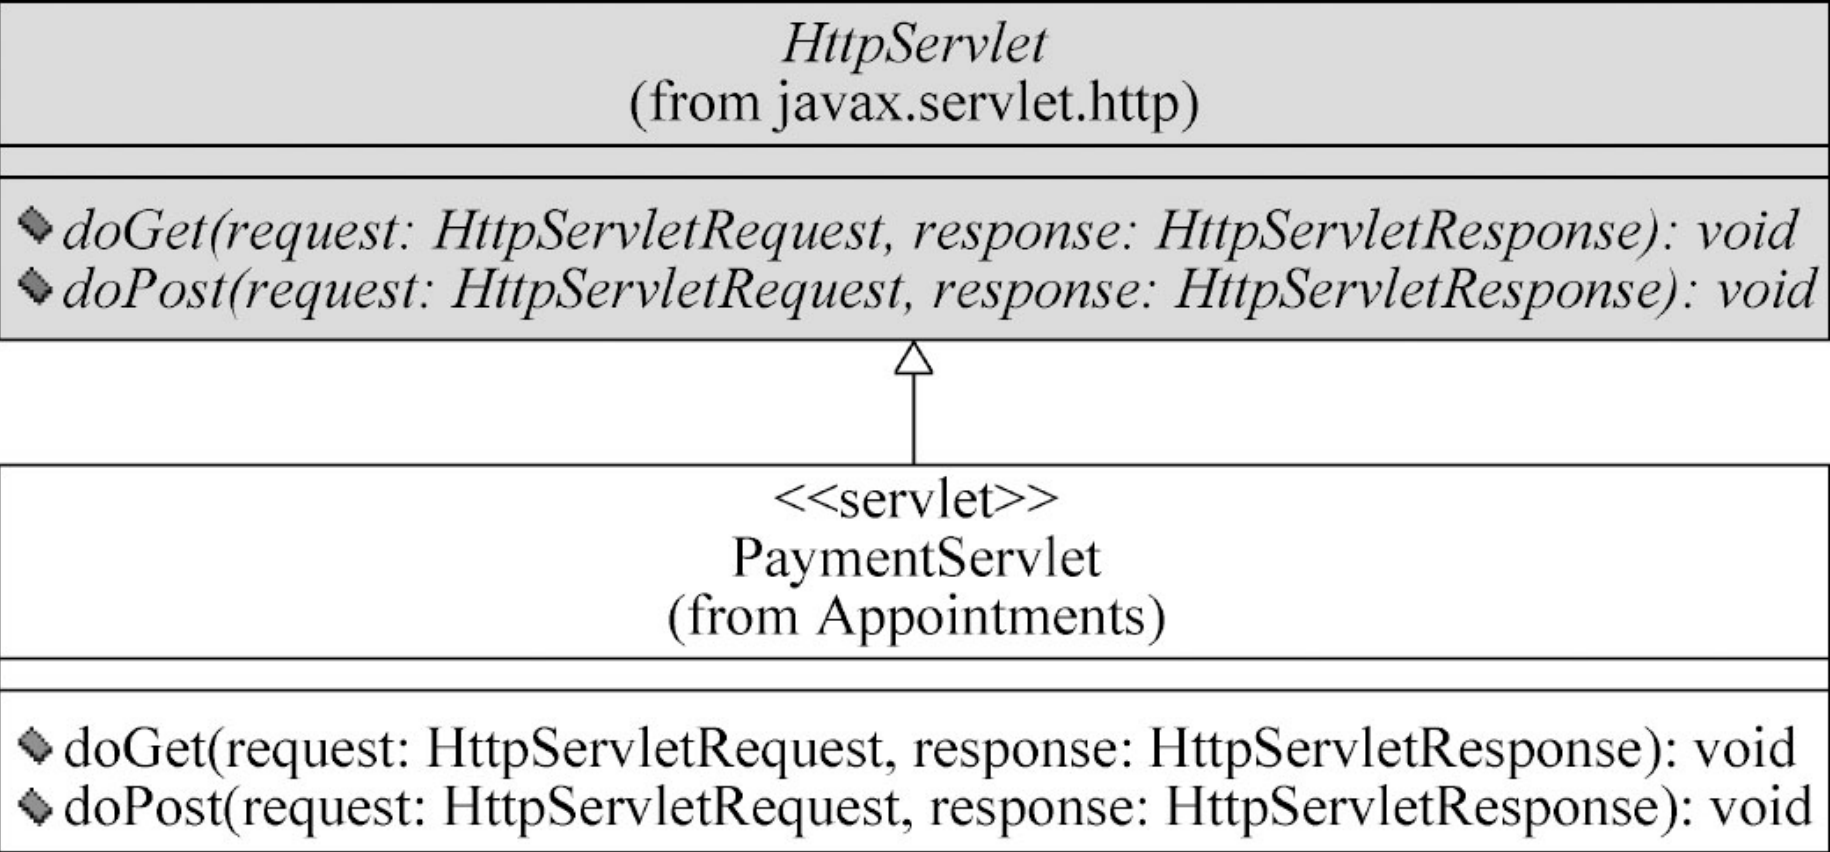 HttpServlet
(from javax.servlet.http)
doGet(request: HttpServletRequest, response: HttpServletResponse): void
doPost(request: HttpServletRequest, response: HttpServletResponse): void
<<servlet>>
PaymentServlet
(from Appointments)
doGet(request: HttpServletRequest, response: HttpServletResponse): void
doPost(request: HttpServletRequest, response: HttpServletResponse): void